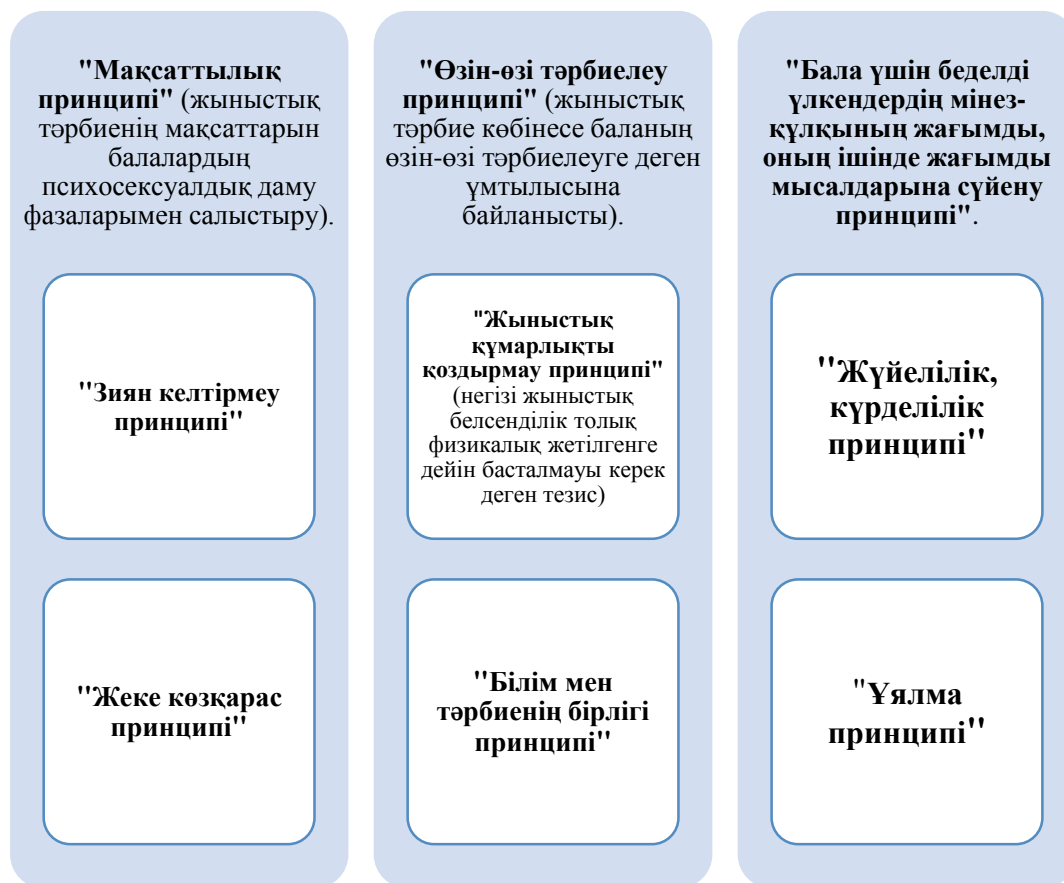 "Мақсаттылық
принципі" (жыныстық
тәрбиенің мақсаттарын
балалардың
психосексуалдық даму
фазаларымен салыстыру).
"Зиян келтірмеу
принципі"
"Жеке көзқарас
принципі"
"Өзін-өзі тәрбиелеу
принципі" (жыныстық
тәрбие көбінесе баланың
өзін-өзі тәрбиелеуге деген
ұмтылысына
байланысты).
"Жыныстық
құмарлықты
қоздырмау принципі"
(негізі жыныстық
белсенділік толық
физикалық жетілгенге
дейін басталмауы керек
деген тезис)
"Білім мен
тәрбиенің бірлігі
принципі"
"Бала үшін беделді
үлкендердің мінез-
құлқының жағымды,
оның ішінде жағымды
мысалдарына сүйену
принципі".
"Жүйелілік,
күрделілік
принципі"
"Ұялма
принципі"